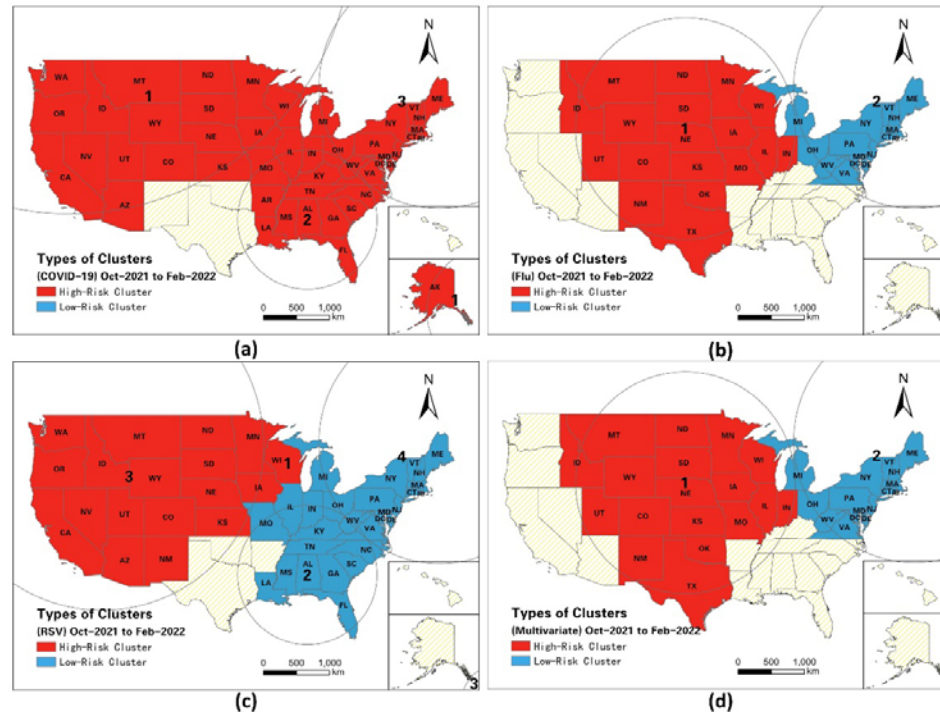 N
WA
MT
ND
MN
ME
1
3
VT
OR
ID
SD
WI
MI
NY
NH
MA
CT
WY
IA
PA
NE
NJ
NV
UT
IL
IN
OH
MD
CO
WV
VA
CA
KS
MO
KY
TN
NC
AZ
AR
SC
MS
AL
GA
2
LA
FL
Types of Clusters
(COVID-19) Oct-2021 to Feb-2022
High-Risk Cluster
Low-Risk Cluster
0 500 1,000
km
AK
1
(a)
N
MT
ND
MN
ME
2
VT
ID
SD
WI
MI
NY
NH
MA
CT
WY
1
NE
IA
PA
NJ
UT
CO
IL
IN
OH
MD
WV
VA
KS
MO
OK
NM
TX
Types of Clusters
(Flu) Oct-2021 to Feb-2022
High-Risk Cluster
Low-Risk Cluster
0 500 1,000
km
(b)
N
WA
MT
ND
MN
ME
4
VT
OR
ID
SD
WI
1
MI
NY
NH
MA
CT
3
WY
IA
PA
NE
NJ
NV
UT
IL
IN
OH
MD
CO
WV
VA
CA
KS
MO
KY
TN
NC
AZ
NM
SC
MS
AL
GA
2
LA
FL
Types of Clusters
(RSV) Oct-2021 to Feb-2022
High-Risk Cluster
Low-Risk Cluster
0 500 1,000
km
3
(c)
N
MT
ND
MN
ME
2
VT
ID
SD
WI
MI
NY
NH
MA
CT
WY
1
NE
IA
PA
NJ
UT
CO
IL
IN
OH
MD
WV
VA
KS
MO
OK
NM
TX
Types of Clusters
(Multivariate) Oct-2021 to Feb-2022
High-Risk Cluster
Low-Risk Cluster
0 500 1,000
km
(d)